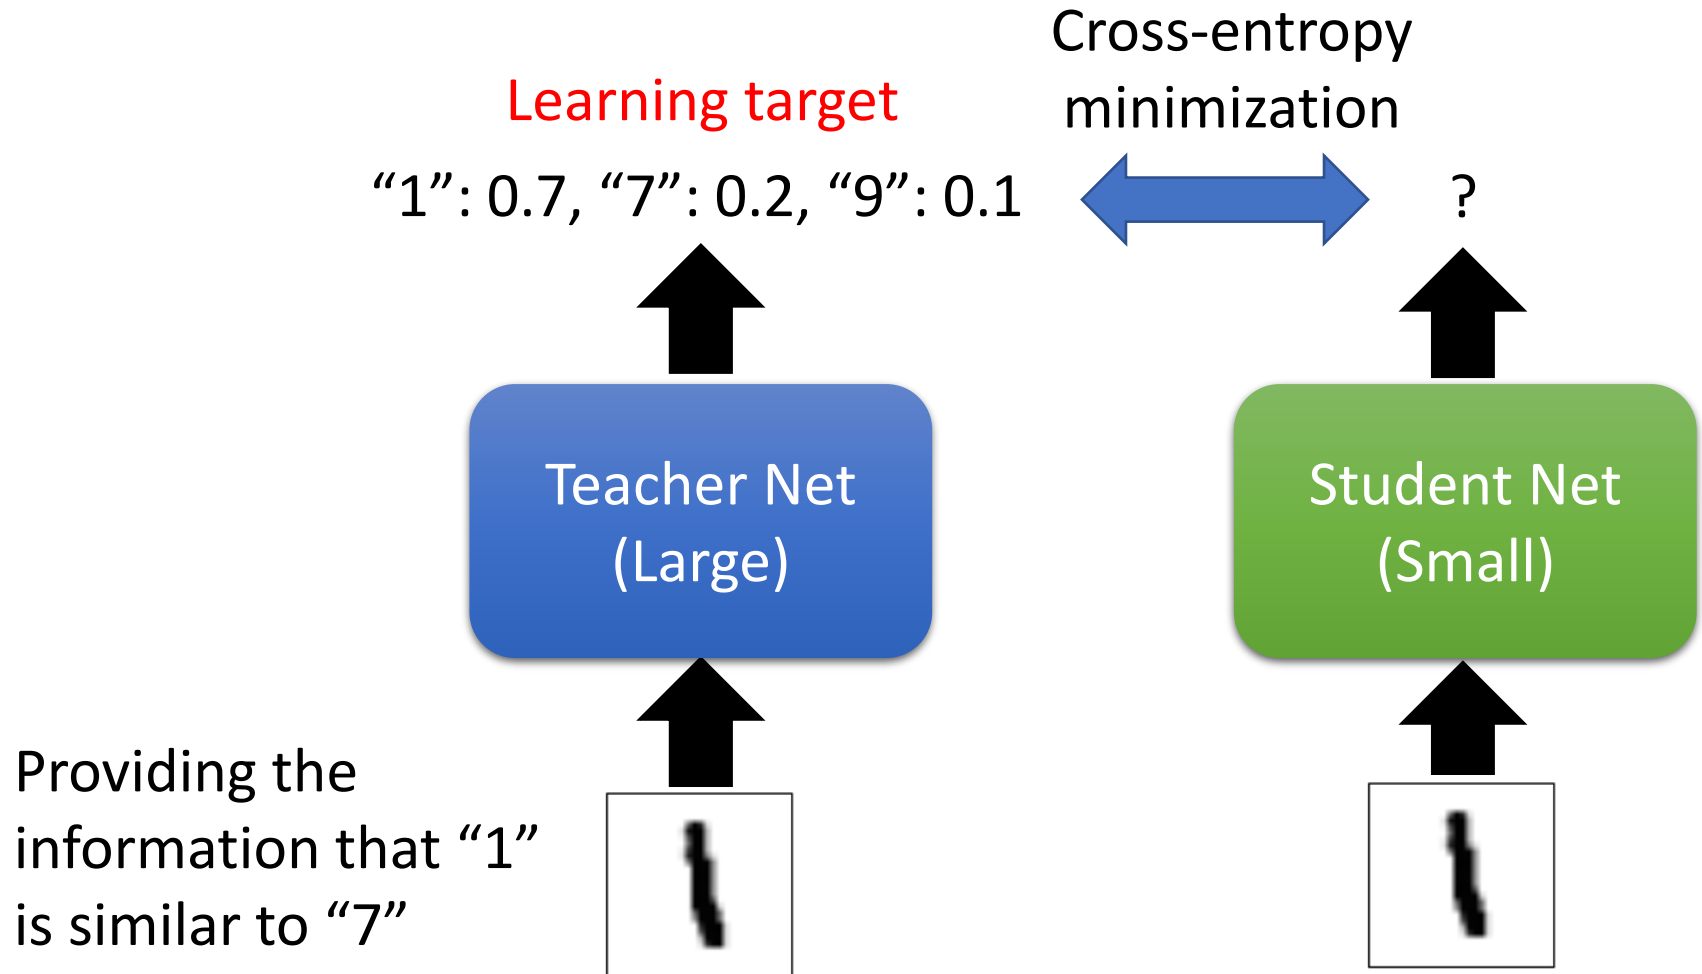 Cross-entropy
minimization
Learning target
“1”: 0.7, “7”: 0.2, “9”: 0.1
?
Teacher Net
(Large)
Student Net
(Small)
Providing the
information that “1”
is similar to “7”